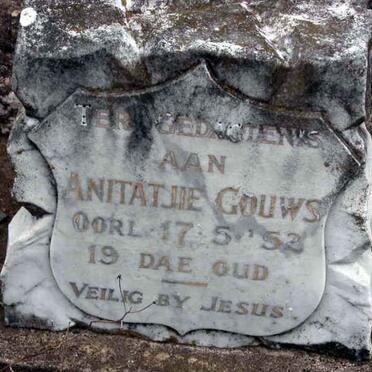 TER GEDAGTENIS
AAN
ANITATJIE GOUWS
OORL. 17. 5. '52
19 DAE OUD
VEILIG BY JESUS